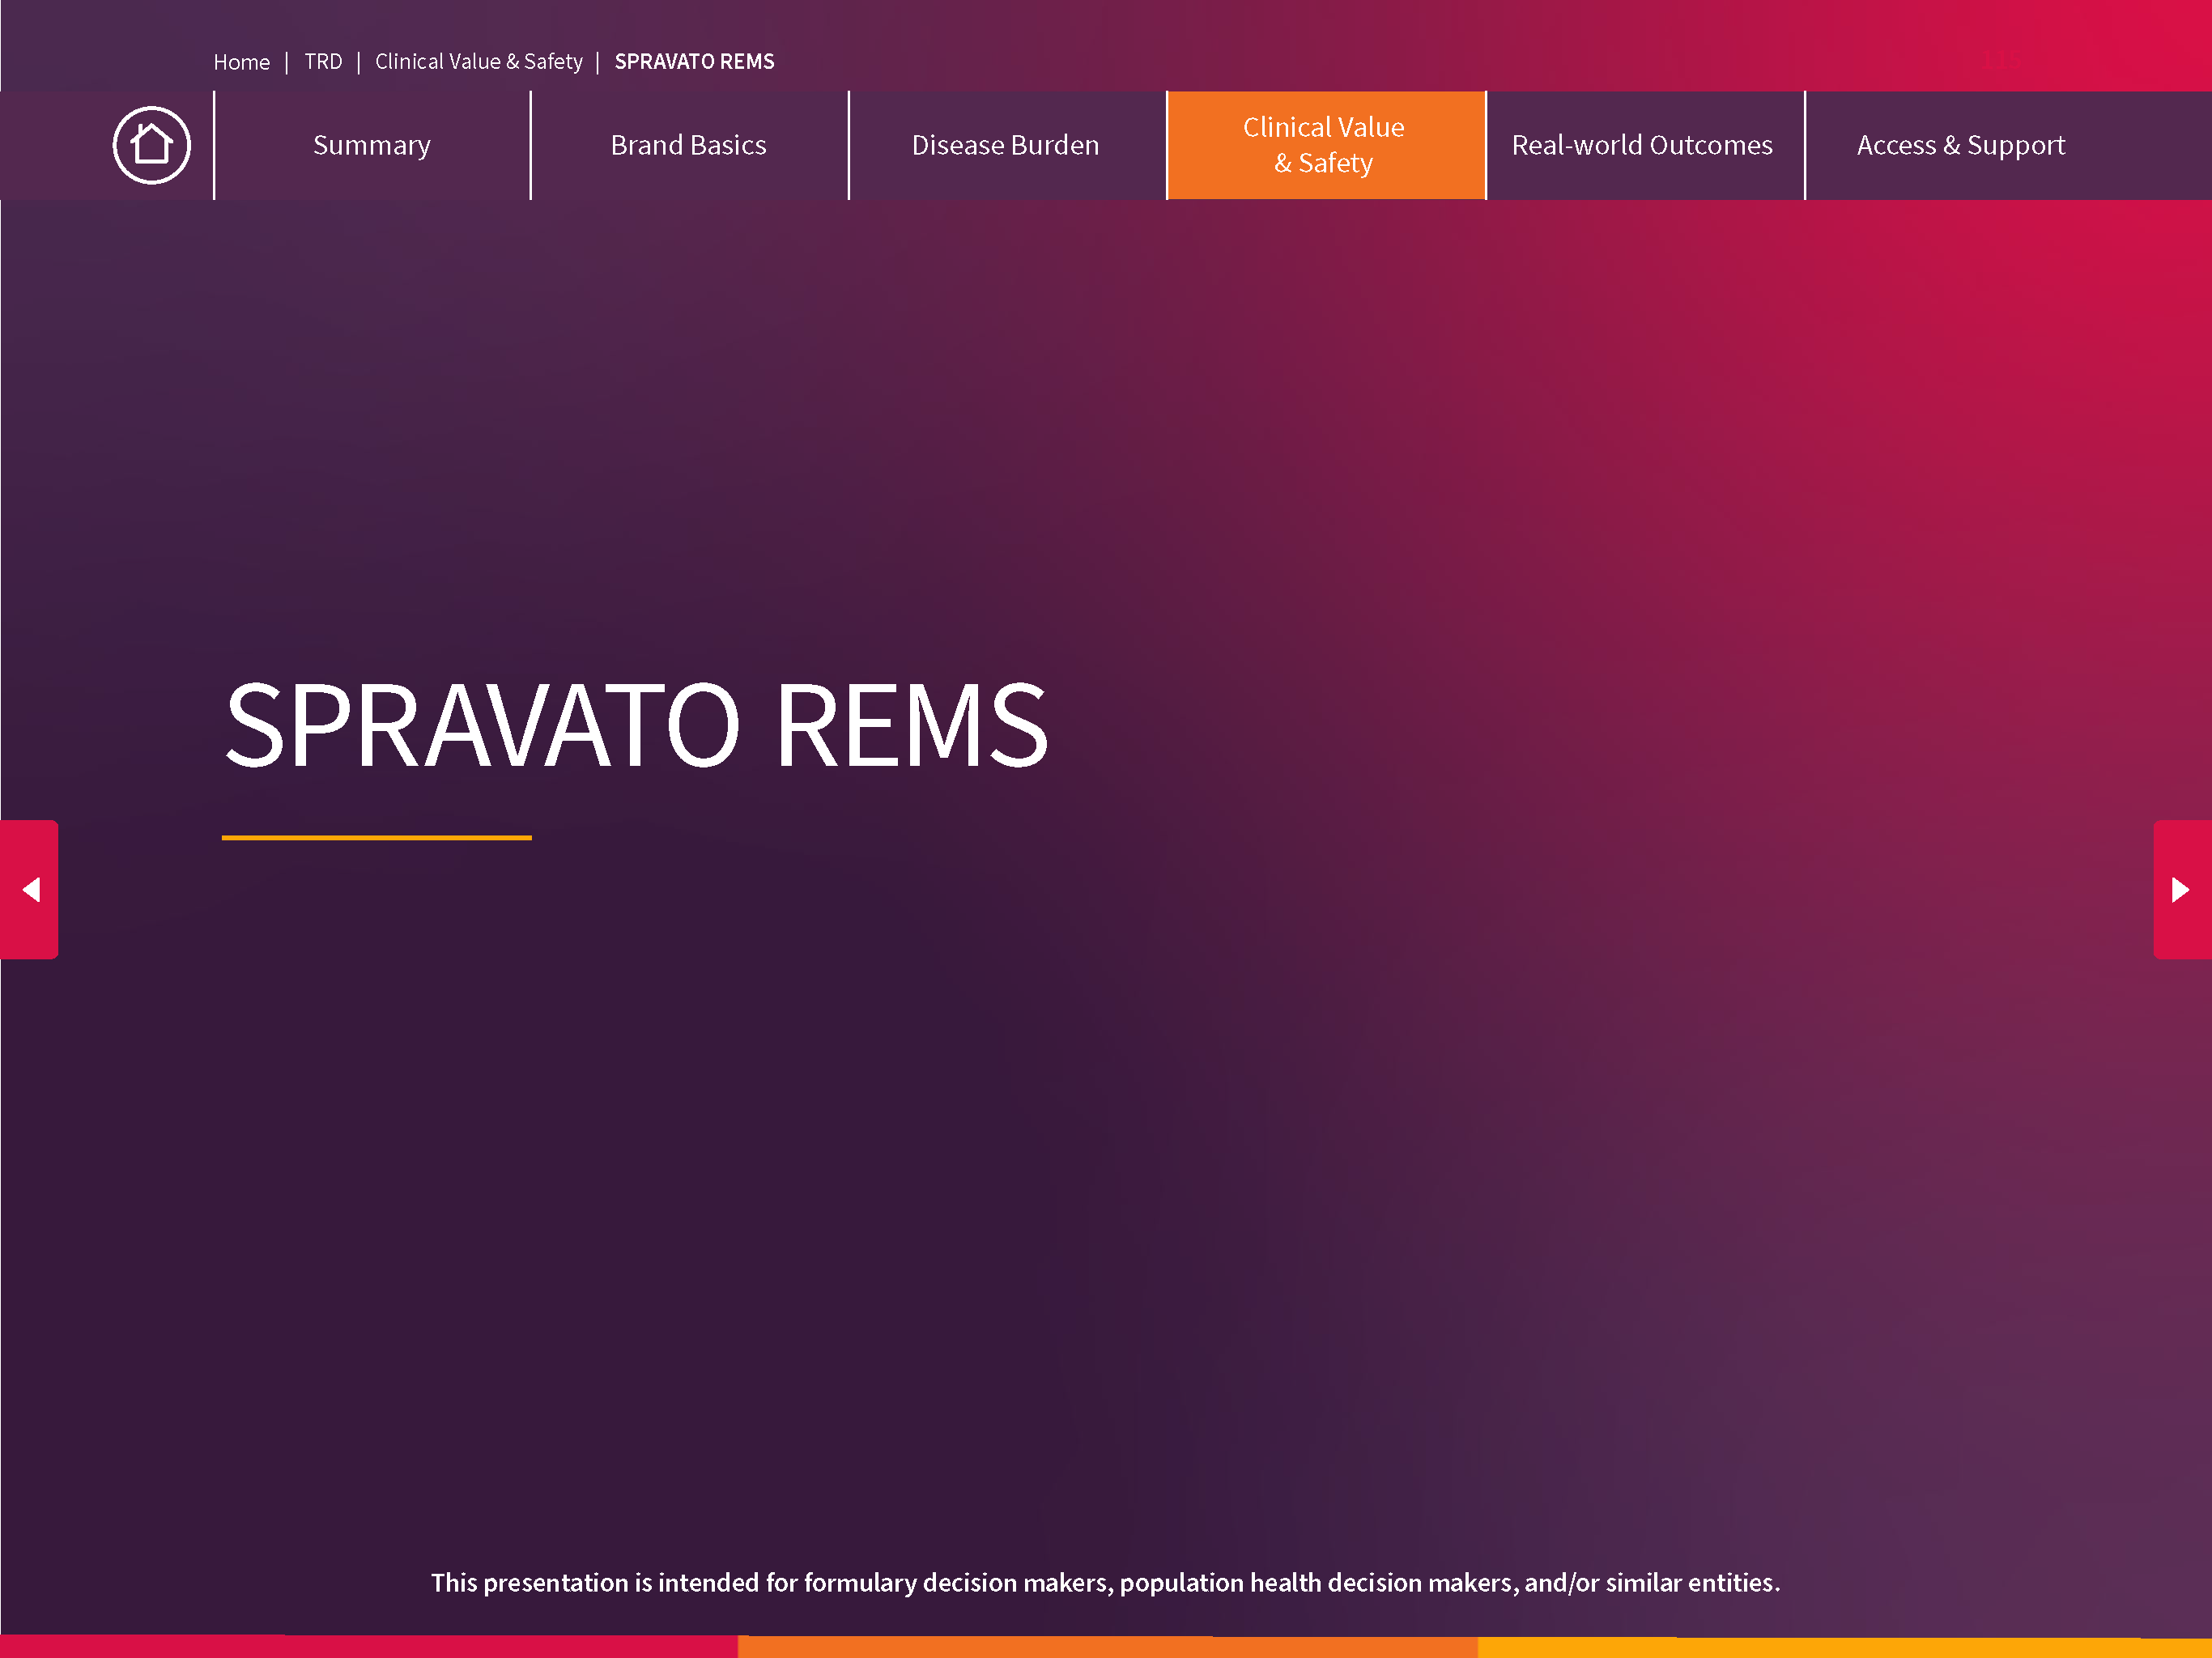 Home | TRD | Clinical Value & Safety | SPRAVATO REMS
Summary
Brand Basics
Disease Burden
Clinical Value
& Safety
Real-world Outcomes
Access & Support
SPRAVATO REMS
This presentation is intended for formulary decision makers, population health decision makers, and/or similar entities.